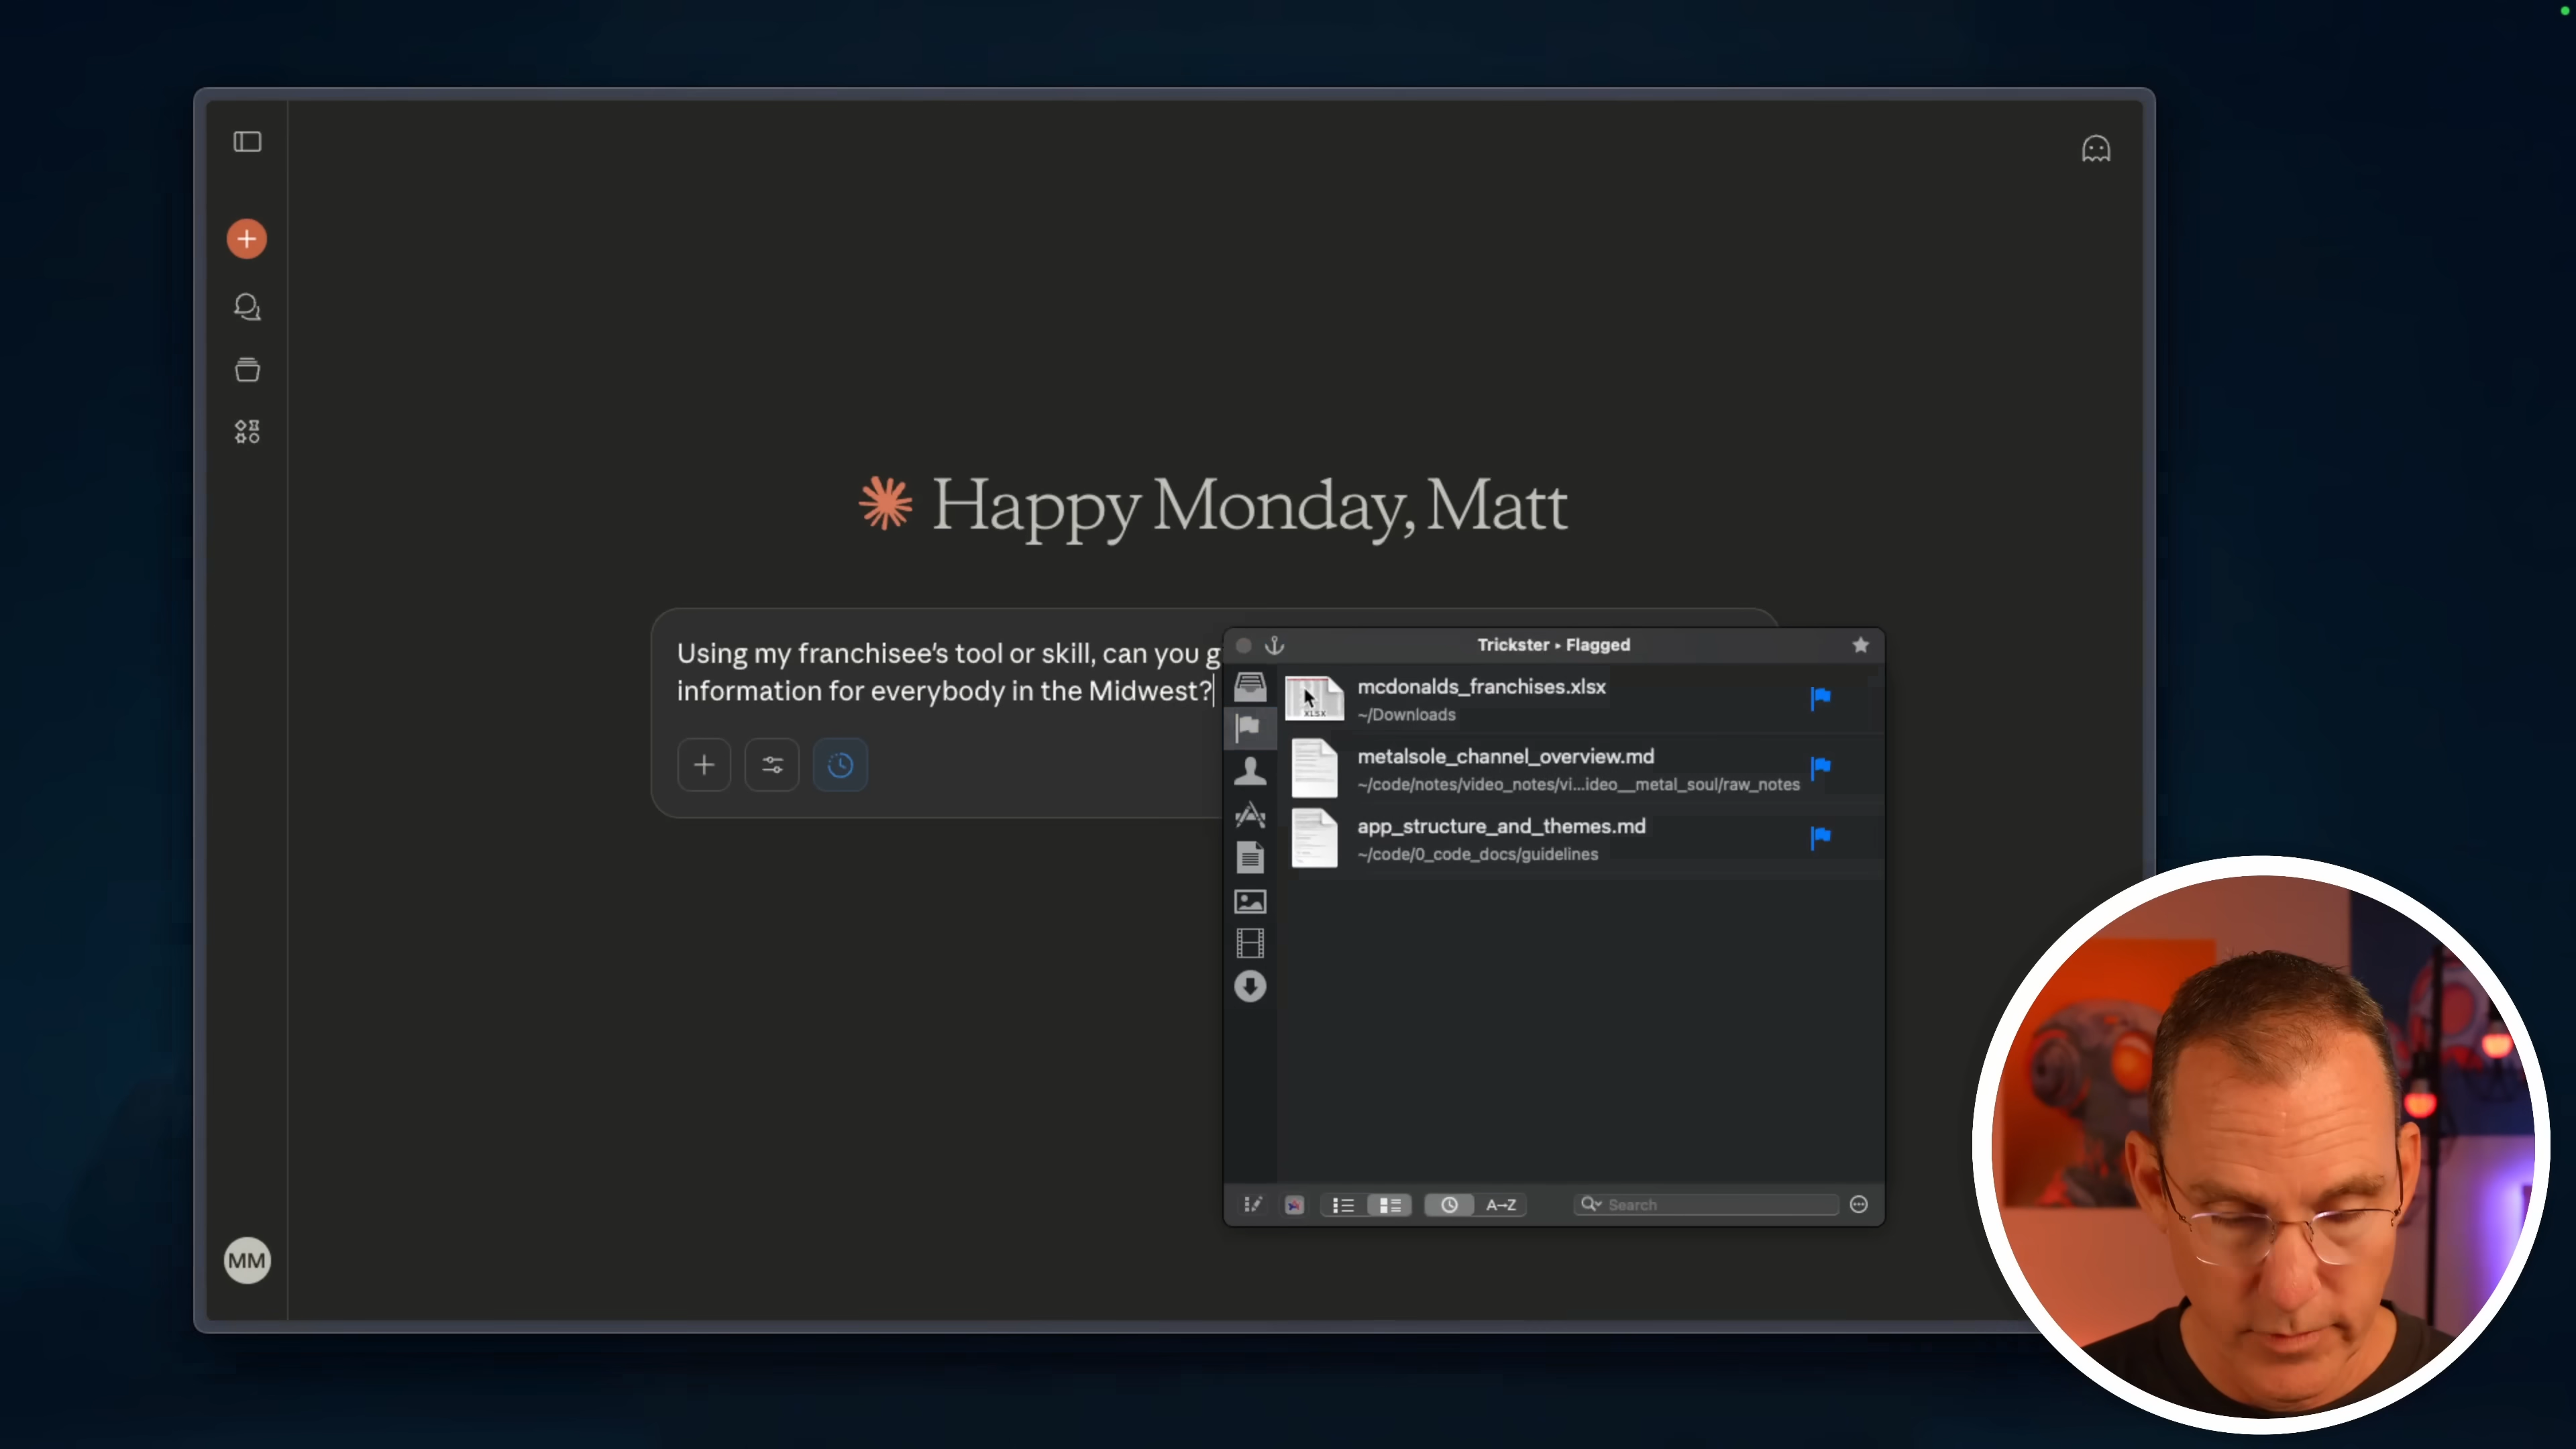 Happy Monday, Matt
Using my franchisee's tool or skill, can you g
information for everybody in the Midwest?
Trickster ▸ Flagged
XLSX
mcdonalds_franchises.xlsx
~/Downloads
metalsole_channel_overview.md
~/code/notes/video_notes/vi...ideo__metal_soul/raw_notes
app_structure_and_themes.md
~/code/0_code_docs/guidelines
A→Z
Search
MM